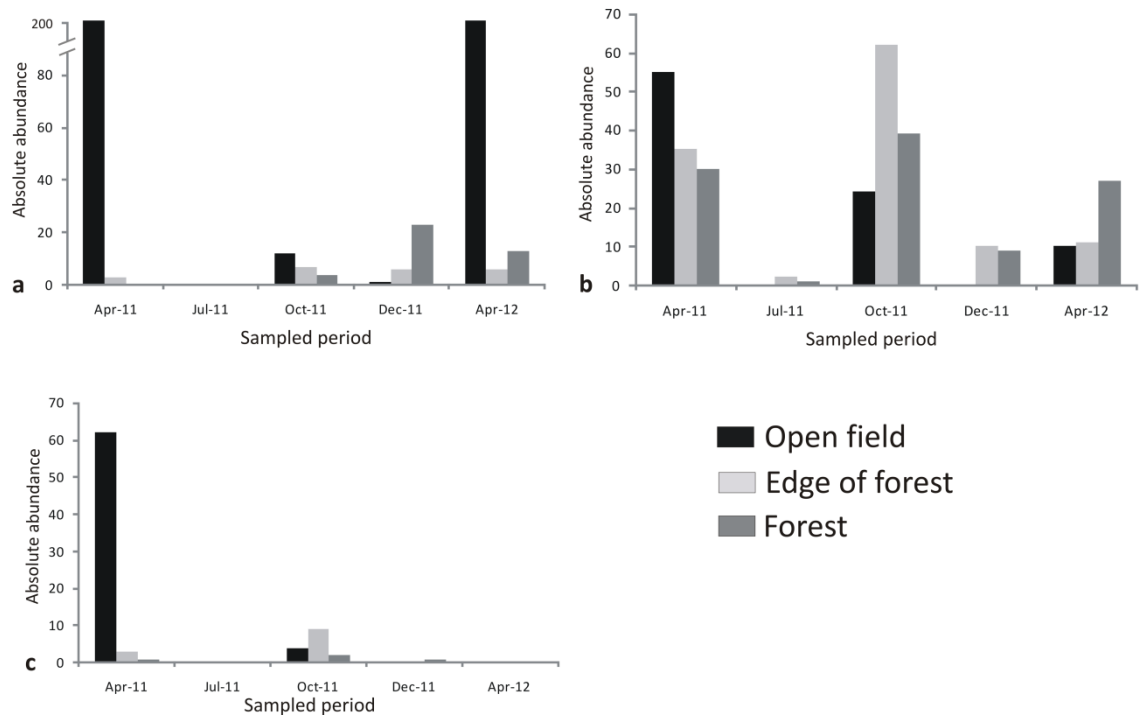 200
80
60
40
20
0
Absolute abundance
a
Apr-11 Jul-11 Oct-11 Dec-11 Apr-12
Sampled period
70
60
50
40
30
20
10
0
Absolute abundance
b
Apr-11 Jul-11 Oct-11 Dec-11 Apr-12
Sampled period
70
60
50
40
30
20
10
0
Absolute abundance
c
Apr-11 Jul-11 Oct-11 Dec-11 Apr-12
Sampled period
Open field
Edge of forest
Forest